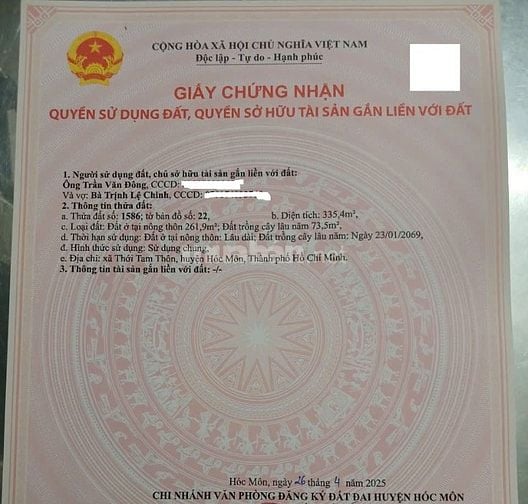 CỘNG HÒA XÃ HỘI CHỦ NGHĨA VIỆT NAM
Độc lập - Tự do - Hạnh phúc
GIẤY CHỨNG NHẬN
QUYỀN SỬ DỤNG ĐẤT, QUYỀN SỞ HỮU TÀI SẢN GẮN LIỀN VỚI ĐẤT
1. Người sử dụng đất, chủ sở hữu tài sản gắn liền với đất:
Ông Trần Văn Đông, CCCD:
Và vợ: Bà Trịnh Lệ Chinh, CCCD:
2. Thông tin thửa đất:
a. Thửa đất số: 1586; tờ bản đồ số: 22, b. Diện tích: 335,4m²,
c. Loại đất: Đất ở tại nông thôn 261,9m²; Đất trồng cây lâu năm 73,5m²,
d. Thời hạn sử dụng: Đất ở tại nông thôn: Lâu dài; Đất trồng cây lâu năm: Ngày 23/01/2069,
đ. Hình thức sử dụng: Sử dụng chung,
e. Địa chỉ: xã Thới Tam Thôn, huyện Hóc Môn, Thành phố Hồ Chí Minh.
3. Thông tin tài sản gắn liền với đất: -/-
Hóc Môn, ngày 26 tháng 4 năm 2025
CHI NHÁNH VĂN PHÒNG ĐĂNG KÝ ĐẤT ĐAI HUYỆN HÓC MÔN